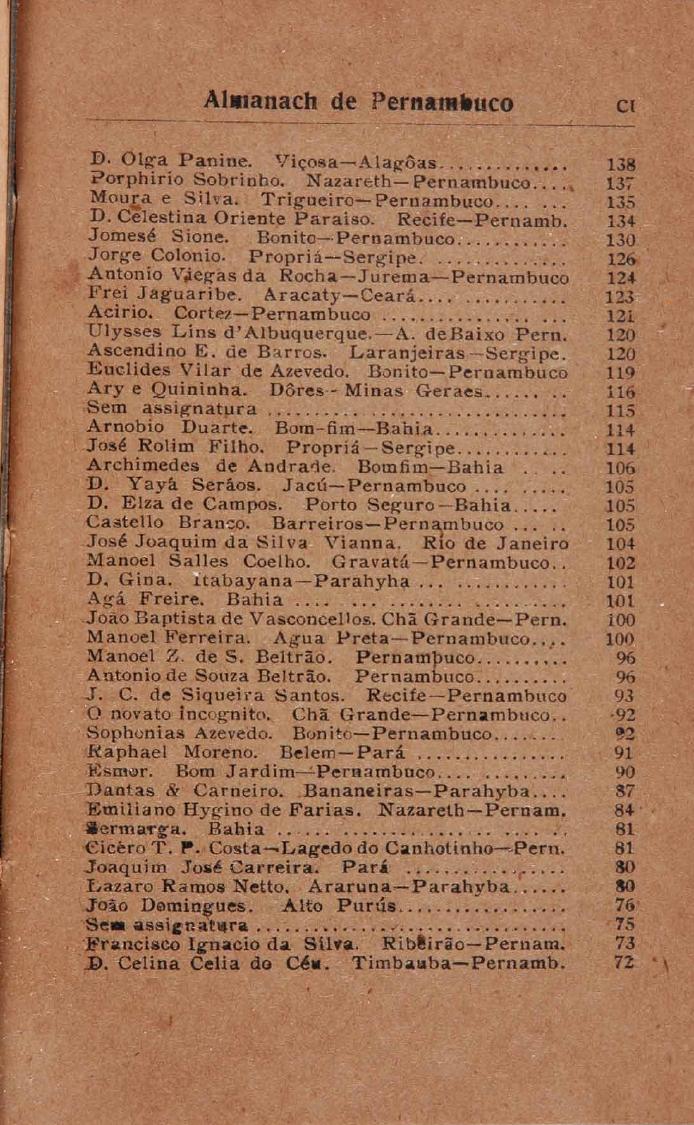 Almanach de Pernambuco CI
D. Olga Panine. Viçosa—Alagôas............. 138
Porphirio Sobrinho. Nazareth—Pernambuco..... 137
Moura e Silva. Trigueiro—Pernambuco.... ... 135
D. Celestina Oriente Paraiso. Recife—Pernamb. 134
Jomesé Sione. Bonito—Pernambuco............ 130
Jorge Colonio. Propriá—Sergipe. ............ 126
Antonio Viegas da Rocha—Jurema—Pernambuco 124
Frei Jaguaribe. Aracaty—Ceará.... ........... 123
Acirio. Cortez—Pernambuco ................ ... 121
Ulysses Lins d'Albuquerque.—A. deBaixo Pern. 120
Ascendino E. de Barros. Laranjeiras—Sergipe. 120
Euclides Vilar de Azevedo. Bonito—Pernambuco 119
Ary e Quininha. Dôres-- Minas Geraes...... .. 116
Sem assignatura ................................ 115
Arnobio Duarte. Bom-fim—Bahia.............. 114
José Rolim Filho. Propriá—Sergipe............ 114
Archimedes de Andrade. Bomfim—Bahia .. .. 106
D. Yayá Serãos. Jacú—Pernambuco .... ...... 105
D. Elza de Campos. Porto Seguro—Bahia..... 105
Castello Branco. Barreiros—Pernambuco ... .. 105
José Joaquim da Silva Vianna. Rio de Janeiro 104
Manoel Salles Coelho. Gravatá—Pernambuco.. 102
D. Gina. Itabayana—Parahyha ... ............ 101
Agá Freire. Bahia .... .... ............ .......... 101
João Baptista de Vasconcellos. Chã Grande—Pern. 100
Manoel Ferreira. Agua Preta—Pernambuco.... 100
Manoel Z. de S. Beltrão. Pernambuco.......... 96
Antonio de Souza Beltrão. Pernambuco.......... 96
J. C. de Siqueira Santos. Recife—Pernambuco 93
O novato incognito. Chã Grande—Pernambuco.. 92
Sophonias Azevedo. Bonito—Pernambuco........ 92
Raphael Moreno. Belem—Pará ................ 91
Esmer. Bom Jardim—Pernambuco.... .......... 90
Dantas & Carneiro. Bananeiras—Parahyba.... 87
Emiliano Hygino de Farias. Nazareth—Pernam. 84
Sermarga. Bahia ... ... ............... .... .. 81
Cicéro T. P. Costa—Lagedo do Canhotinho—Pern. 81
Joaquim José Carreira. Pará ................. 80
Lazaro Ramos Netto. Araruna—Parahyba...... 80
João Domingues. Alto Purús.................. 76
Sem assignatura ................................ 75
Francisco Ignacio da Silva. Ribeirão—Pernam. 73
D. Celina Celia do Céu. Timbauba—Pernamb. 72